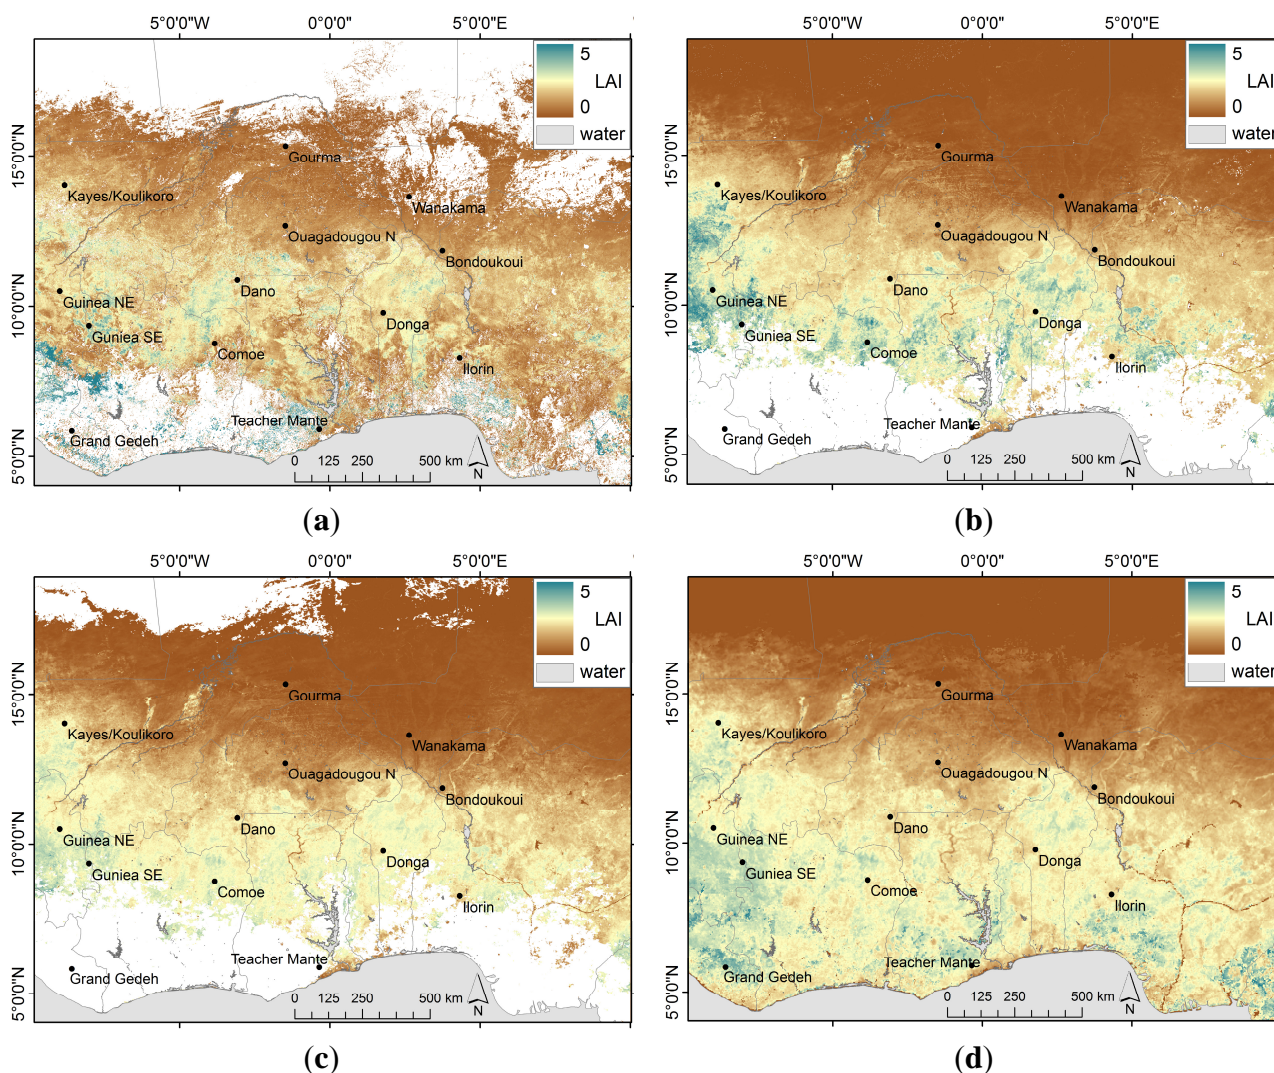 5°0'0"W 0°0'0" 5°0'0"E
5
LAI
0
water
15°0'0"N
10°0'0"N
5°0'0"N
Gourma
Kayes/Koulikoro
Wanakama
Ouagadougou N
Bondoukoui
Guinea NE
Dano
Guniea SE
Donga
Comoe
Ilorin
Teacher Mante
Grand Gedeh
0 125 250 500 km
N
(a)
5°0'0"W 0°0'0" 5°0'0"E
5
LAI
0
water
15°0'0"N
10°0'0"N
5°0'0"N
Gourma
Kayes/Koulikoro
Wanakama
Ouagadougou N
Bondoukoui
Guinea NE
Dano
Guniea SE
Donga
Comoe
Ilorin
Teacher Mante
Grand Gedeh
0 125 250 500 km
N
(b)
5°0'0"W 0°0'0" 5°0'0"E
5
LAI
0
water
15°0'0"N
10°0'0"N
5°0'0"N
Gourma
Kayes/Koulikoro
Wanakama
Ouagadougou N
Bondoukoui
Guinea NE
Dano
Guniea SE
Donga
Comoe
Ilorin
Teacher Mante
Grand Gedeh
0 125 250 500 km
N
(c)
5°0'0"W 0°0'0" 5°0'0"E
5
LAI
0
water
15°0'0"N
10°0'0"N
5°0'0"N
Gourma
Kayes/Koulikoro
Wanakama
Ouagadougou N
Bondoukoui
Guinea NE
Dano
Guniea SE
Donga
Comoe
Ilorin
Teacher Mante
Grand Gedeh
0 125 250 500 km
N
(d)